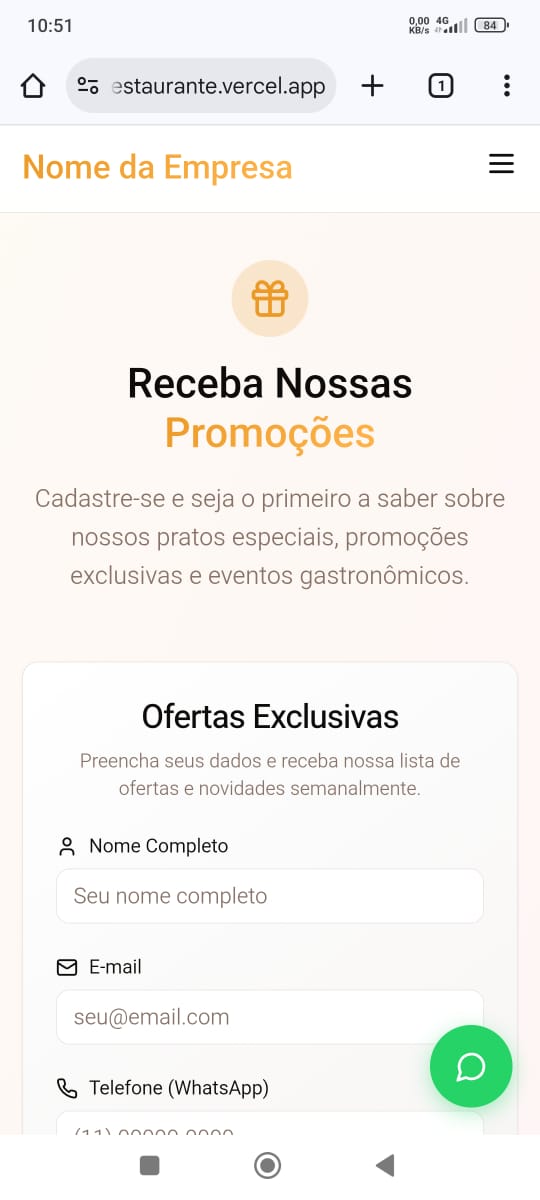 10:51
0,00 KB/s
4G
84
estaurante.vercel.app
1
Nome da Empresa
Receba Nossas
Promoções
Cadastre-se e seja o primeiro a saber sobre
nossos pratos especiais, promoções
exclusivas e eventos gastronômicos.
Ofertas Exclusivas
Preencha seus dados e receba nossa lista de
ofertas e novidades semanalmente.
Nome Completo
Seu nome completo
E-mail
seu@email.com
Telefone (WhatsApp)